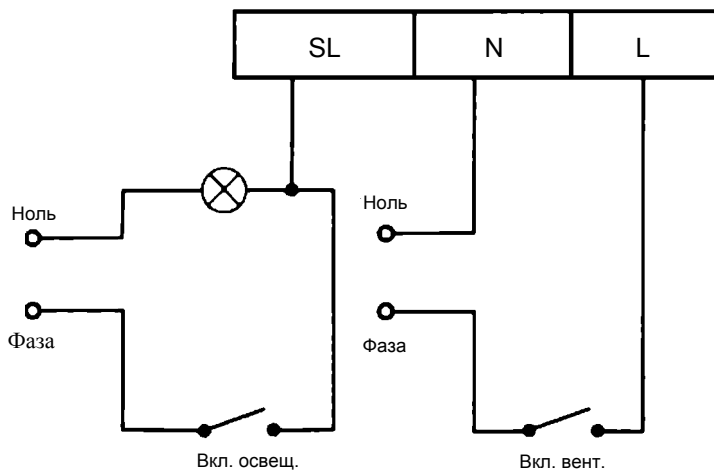 SL N L
Ноль Ноль
Фаза Фаза
Вкл. освещ. Вкл. вент.